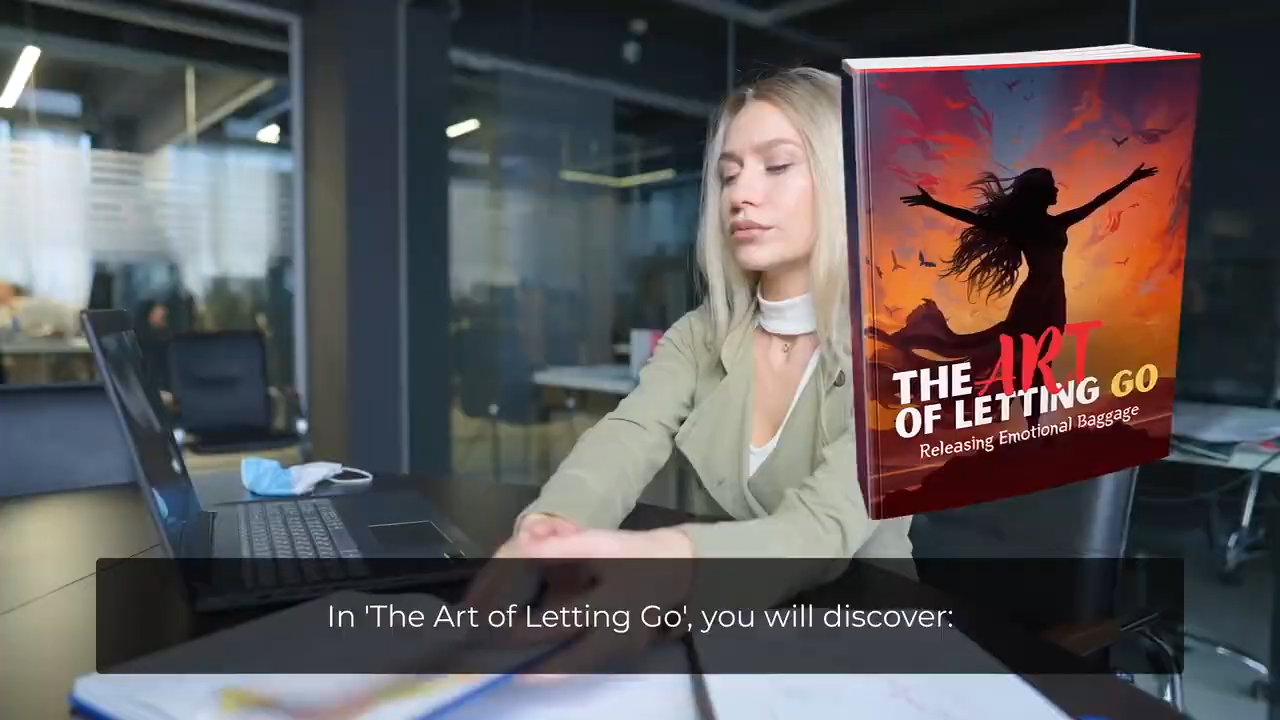 THE ART
OF LETTING GO
Releasing Emotional Baggage
In 'The Art of Letting Go', you will discover: